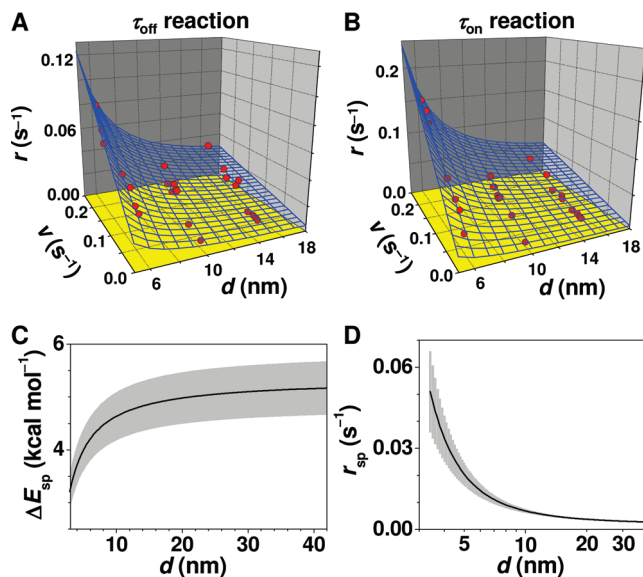 A
τoff reaction
0.12
0.06
0.00
r (s⁻¹)
0.2
0.1
0.0
v (s⁻¹)
6
10
14
18
d (nm)
B
τon reaction
0.2
0.1
0.0
r (s⁻¹)
0.2
0.1
0.0
v (s⁻¹)
6
10
14
18
d (nm)
C
6
4
ΔEsp (kcal mol⁻¹)
10
20
30
40
d (nm)
D
0.06
0.03
0.00
rsp (s⁻¹)
5
10
20
30
d (nm)